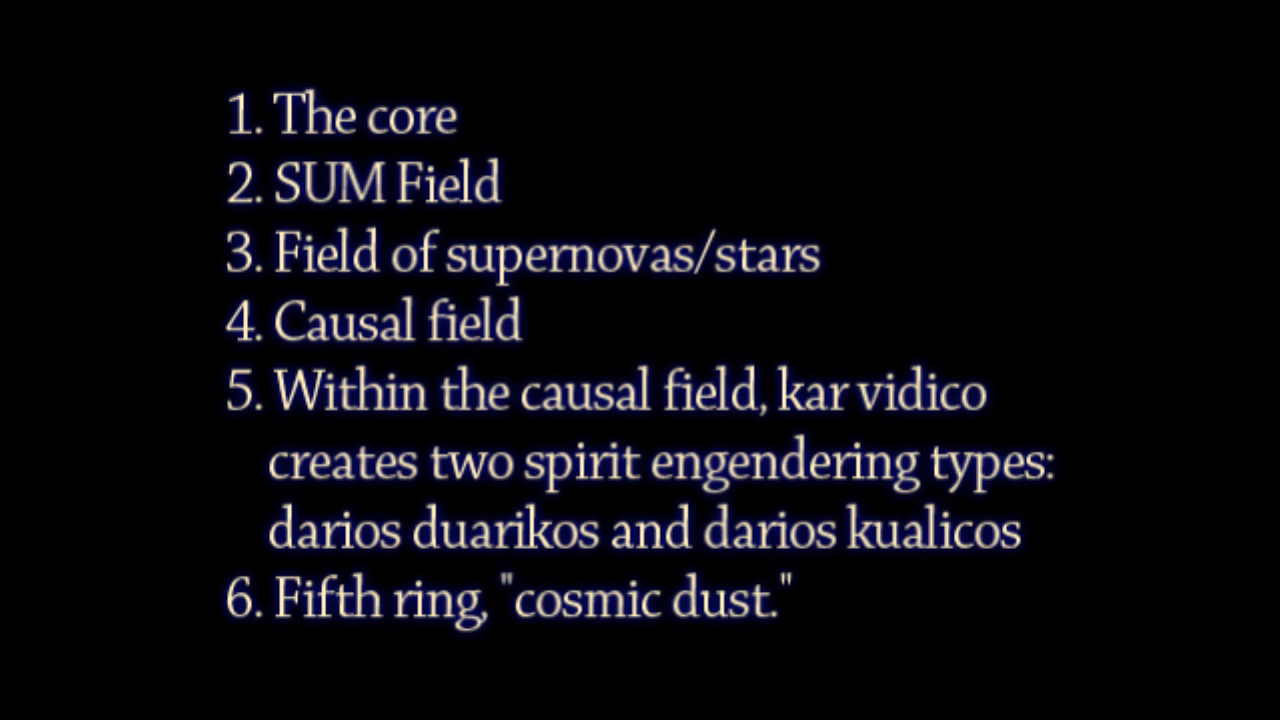 1. The core
2. SUM Field
3. Field of supernovas/stars
4. Causal field
5. Within the causal field, kar vidico
creates two spirit engendering types:
darios duarikos and darios kualicos
6. Fifth ring, "cosmic dust."